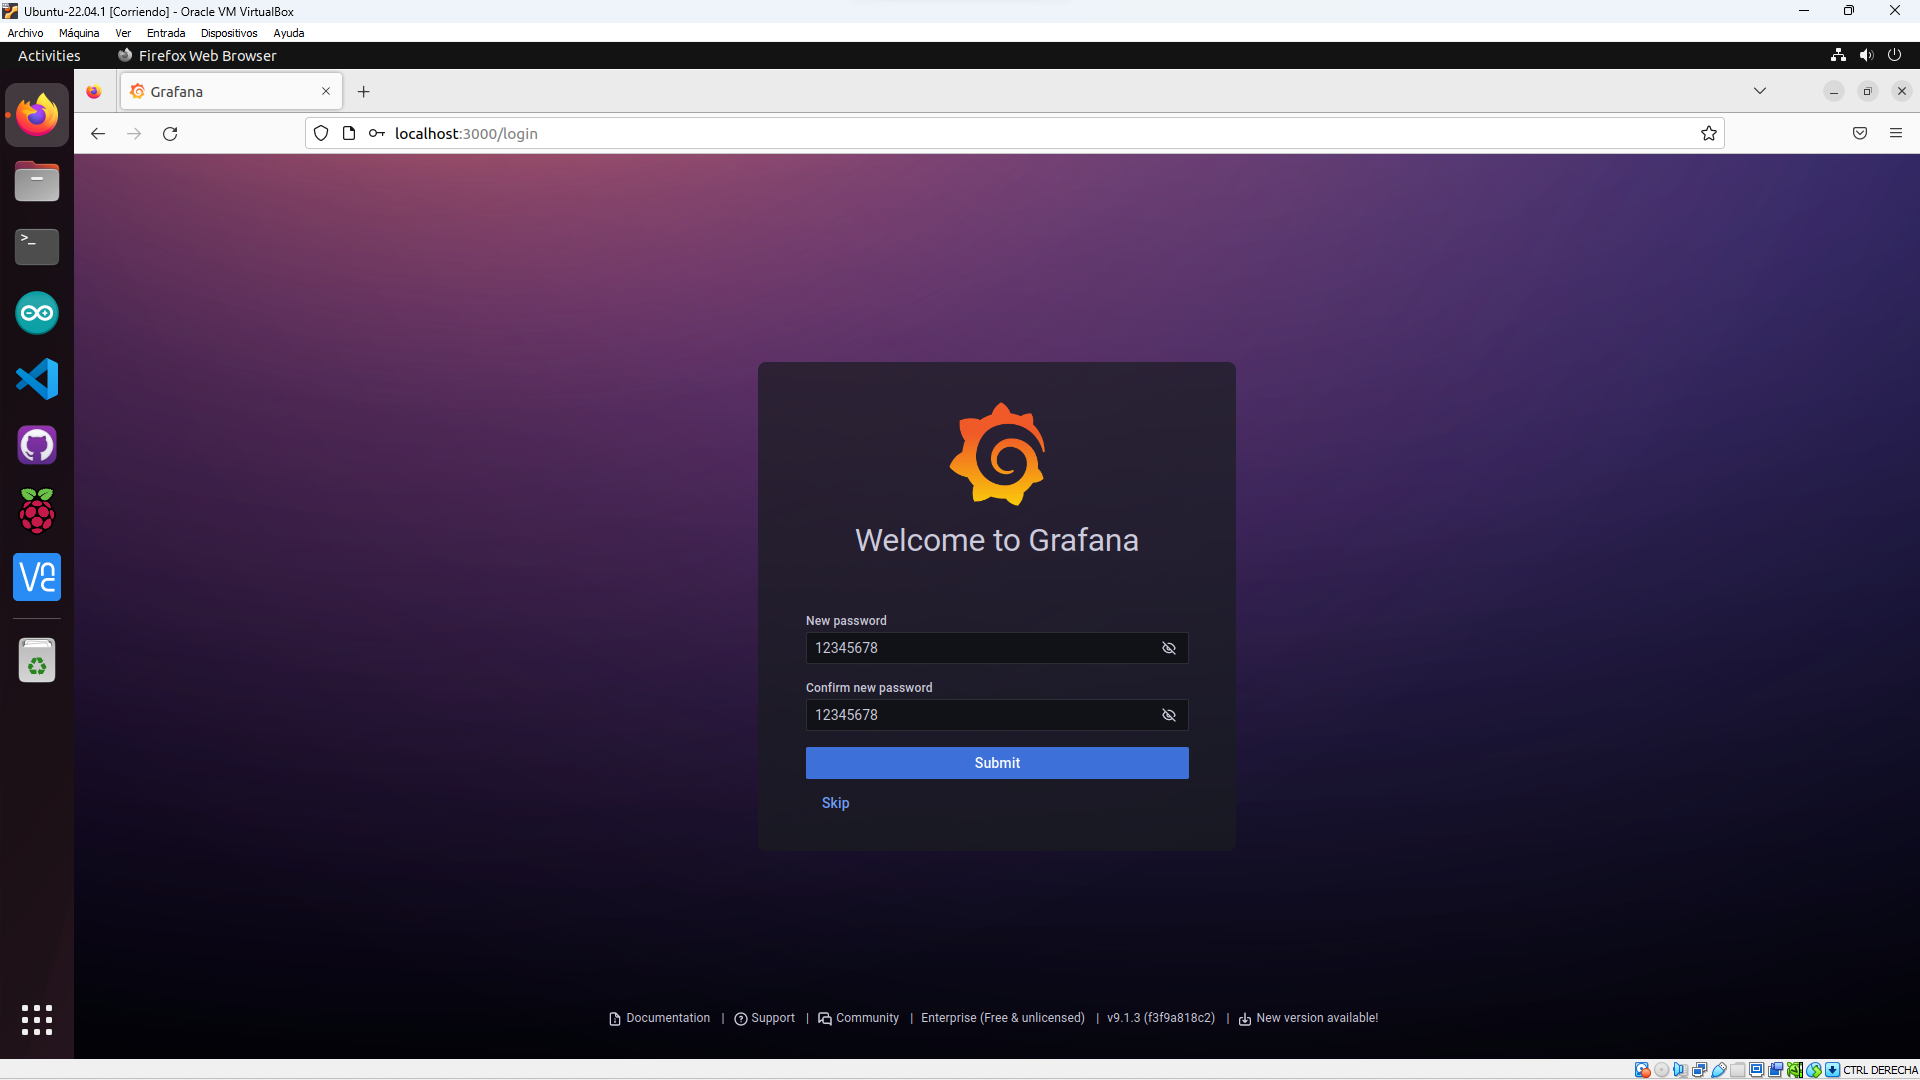 Ubuntu-22.04.1 [Corriendo] - Oracle VM VirtualBox
Archivo Máquina Ver Entrada Dispositivos Ayuda
Activities Firefox Web Browser
Grafana
localhost:3000/login
Welcome to Grafana
New password
12345678
Confirm new password
12345678
Submit
Skip
Documentation | Support | Community | Enterprise (Free & unlicensed) | v9.1.3 (f3f9a818c2) | New version available!
CTRL DERECHA